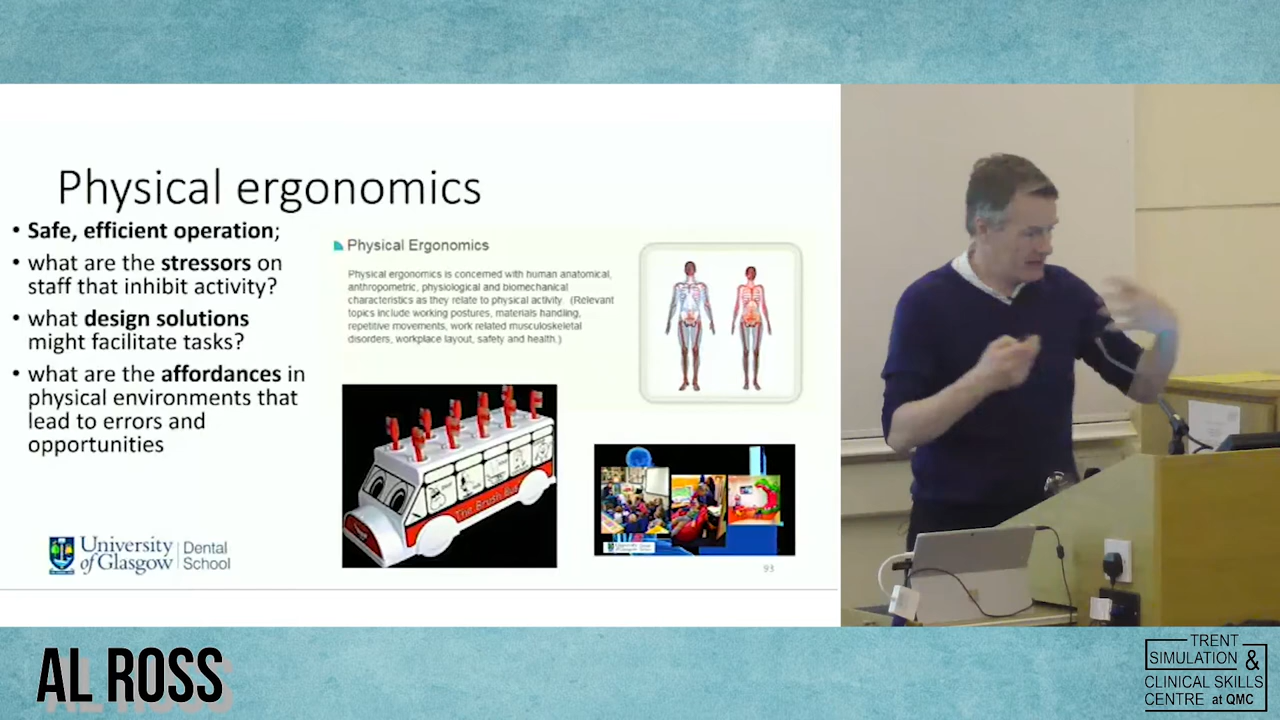 Physical ergonomics
• Safe, efficient operation;
• what are the stressors on
staff that inhibit activity?
• what design solutions
might facilitate tasks?
• what are the affordances in
physical environments that
lead to errors and
opportunities
Physical Ergonomics
Physical ergonomics is concerned with human anatomical,
anthropometric, physiological and biomechanical
characteristics as they relate to physical activity. (Relevant
topics include working postures, materials handling,
repetitive movements, work related musculoskeletal
disorders, workplace layout, safety and health.)
The Brush Bus
University
of Glasgow
Dental
School
93
AL ROSS
TRENT
SIMULATION &
CLINICAL SKILLS
CENTRE at QMC